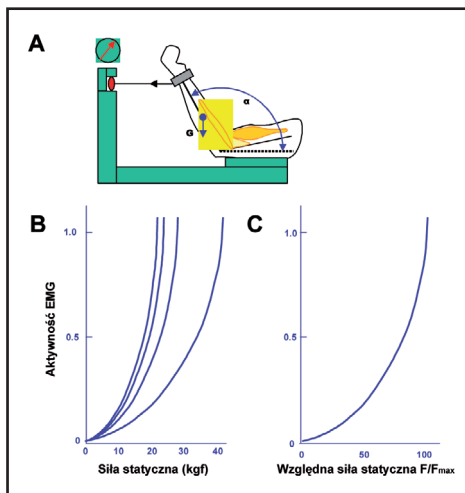 A
α
G
B
C
Aktywność EMG
1.0
0.5
0 10 20 30 40
Siła statyczna (kgf)
1.0
0.5
0
0 50 100
Względna siła statyczna F/Fmax